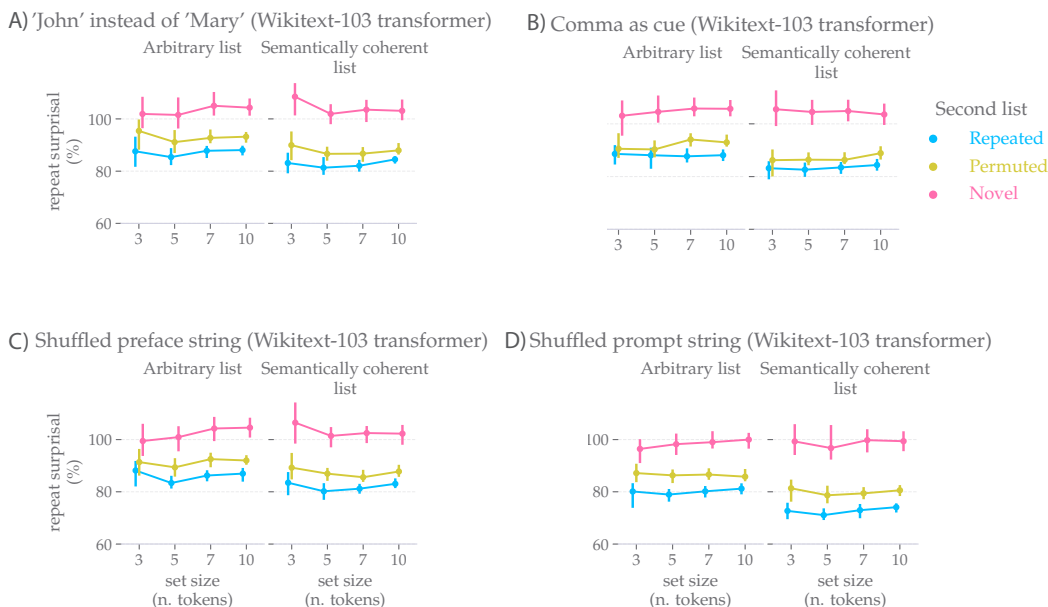 A) 'John' instead of 'Mary' (Wikitext-103 transformer)
Arbitrary list
Semantically coherent
list
repeat surprisal
(%)
100
80
60
3 5 7 10
3 5 7 10
B) Comma as cue (Wikitext-103 transformer)
Arbitrary list
Semantically coherent
list
3 5 7 10
3 5 7 10
Second list
Repeated
Permuted
Novel
C) Shuffled preface string (Wikitext-103 transformer)
Arbitrary list
Semantically coherent
list
repeat surprisal
(%)
100
80
60
3 5 7 10
3 5 7 10
set size
(n. tokens)
set size
(n. tokens)
D) Shuffled prompt string (Wikitext-103 transformer)
Arbitrary list
Semantically coherent
list
100
80
60
3 5 7 10
3 5 7 10
set size
(n. tokens)
set size
(n. tokens)